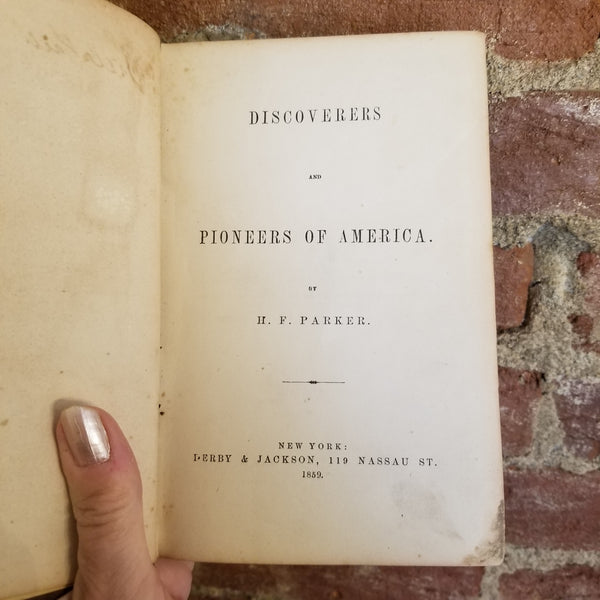 DISCOVERERS
AND
PIONEERS OF AMERICA.
BY
H. F. PARKER.
NEW YORK:
DERBY & JACKSON, 119 NASSAU ST.
1859.